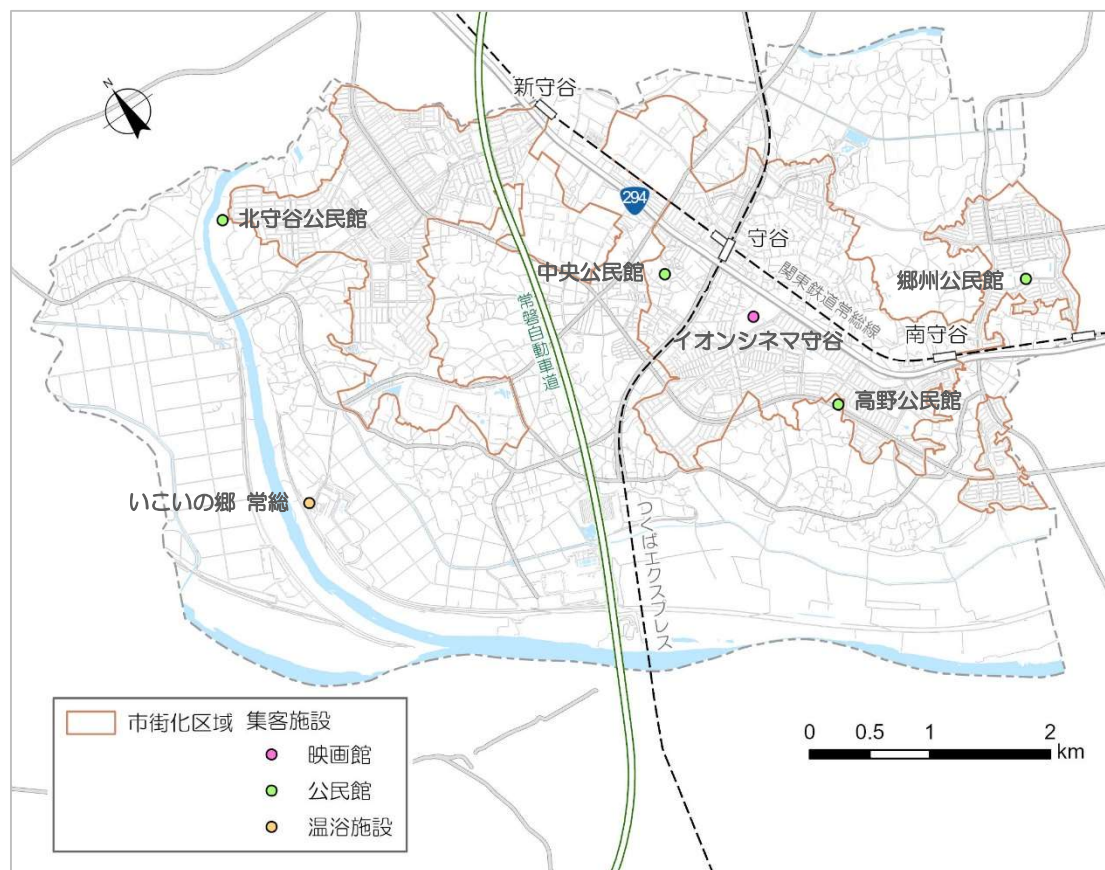 N
新守谷
294
北守谷公民館
守谷
中央公民館
郷州公民館
関東鉄道常総線
常磐自動車道
イオンシネマ守谷
南守谷
高野公民館
いこいの郷 常総
つくばエクスプレス
市街化区域 集客施設
映画館
公民館
温浴施設
0 0.5 1 2
km